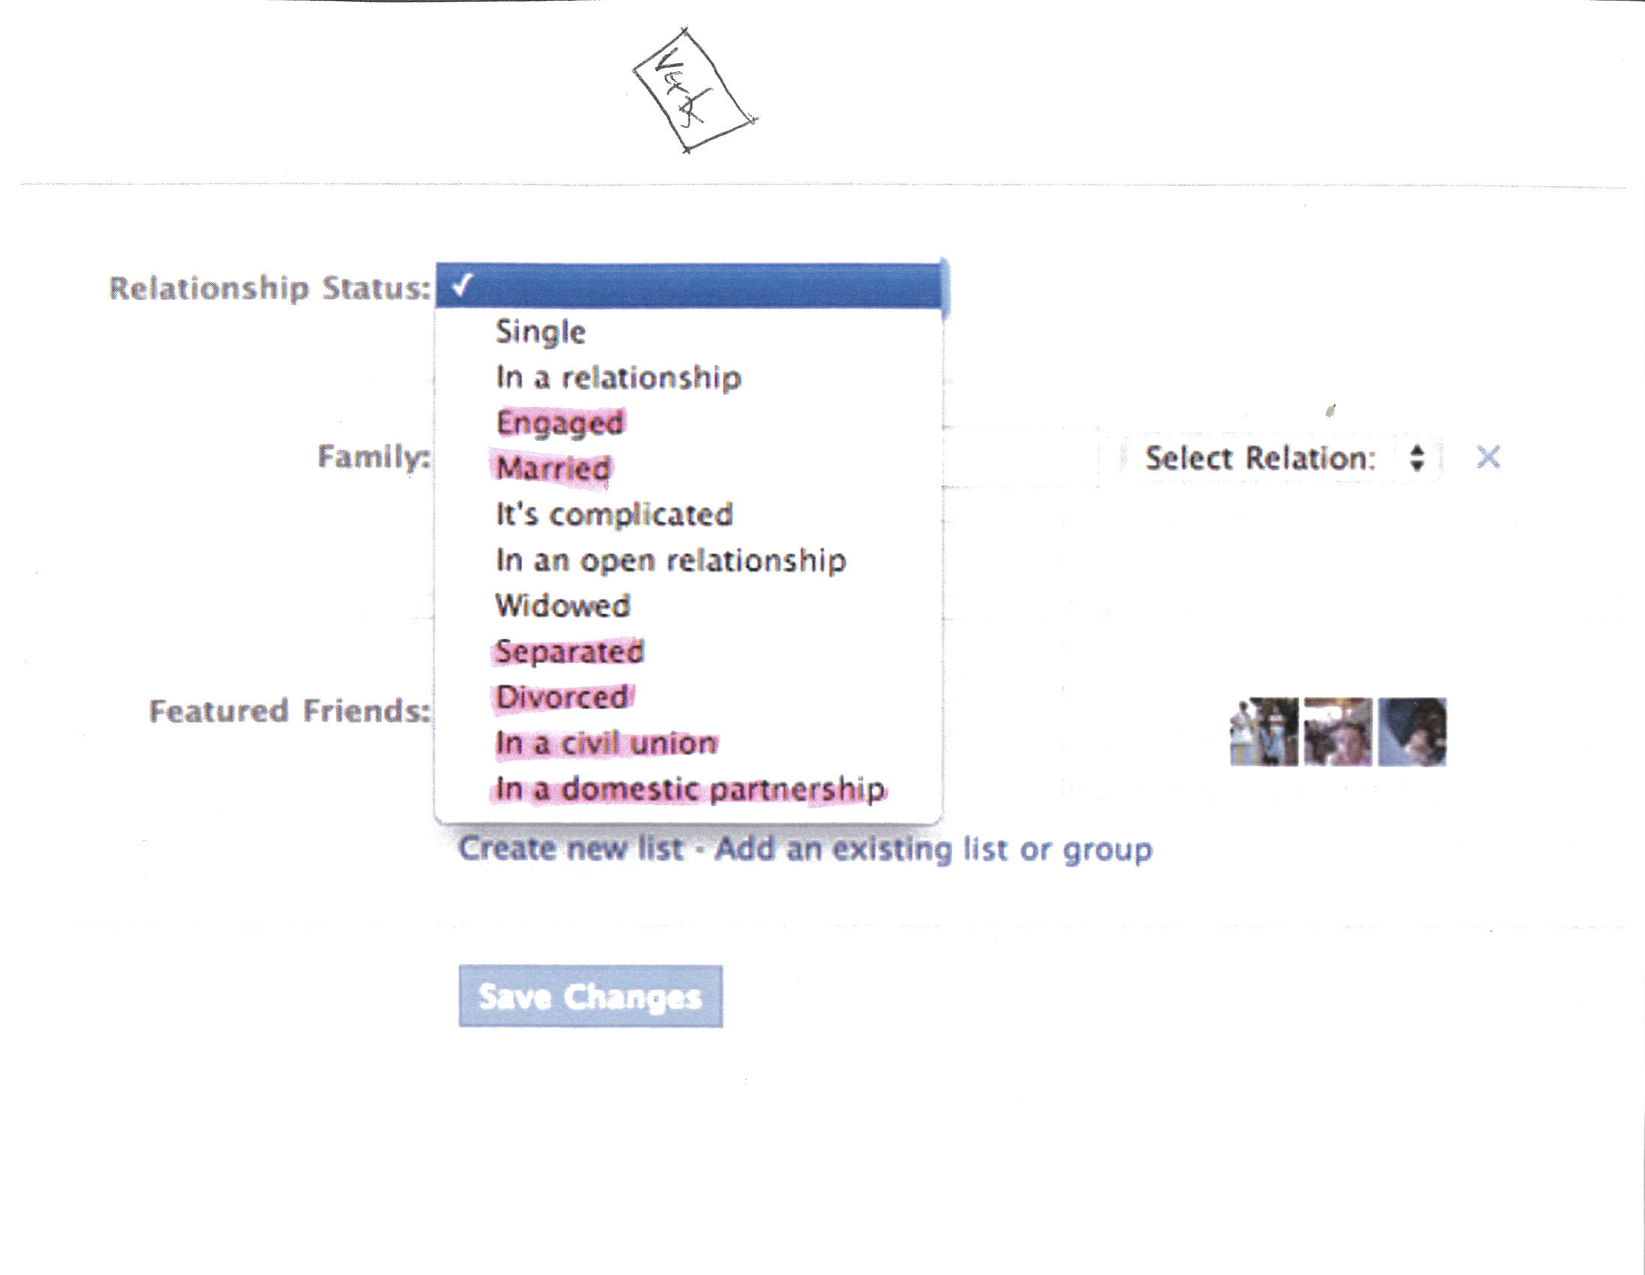 Verbs
Relationship Status: ✓
Single
In a relationship
Engaged
Married
It's complicated
In an open relationship
Widowed
Separated
Divorced
In a civil union
In a domestic partnership
Family:
Select Relation:
Featured Friends:
Create new list · Add an existing list or group
Save Changes